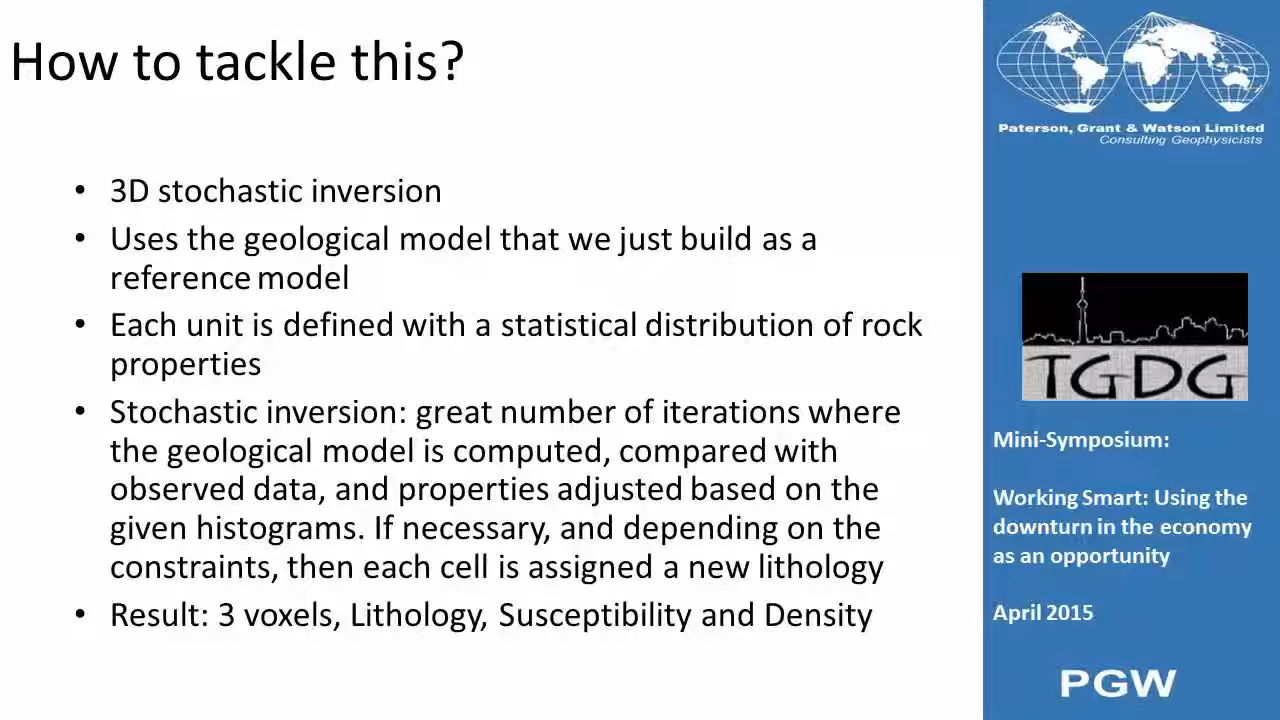 How to tackle this?
• 3D stochastic inversion
• Uses the geological model that we just build as a
reference model
• Each unit is defined with a statistical distribution of rock
properties
• Stochastic inversion: great number of iterations where
the geological model is computed, compared with
observed data, and properties adjusted based on the
given histograms. If necessary, and depending on the
constraints, then each cell is assigned a new lithology
• Result: 3 voxels, Lithology, Susceptibility and Density
Paterson, Grant & Watson Limited
Consulting Geophysicists
TGDG
Mini-Symposium:
Working Smart: Using the
downturn in the economy
as an opportunity
April 2015
PGW